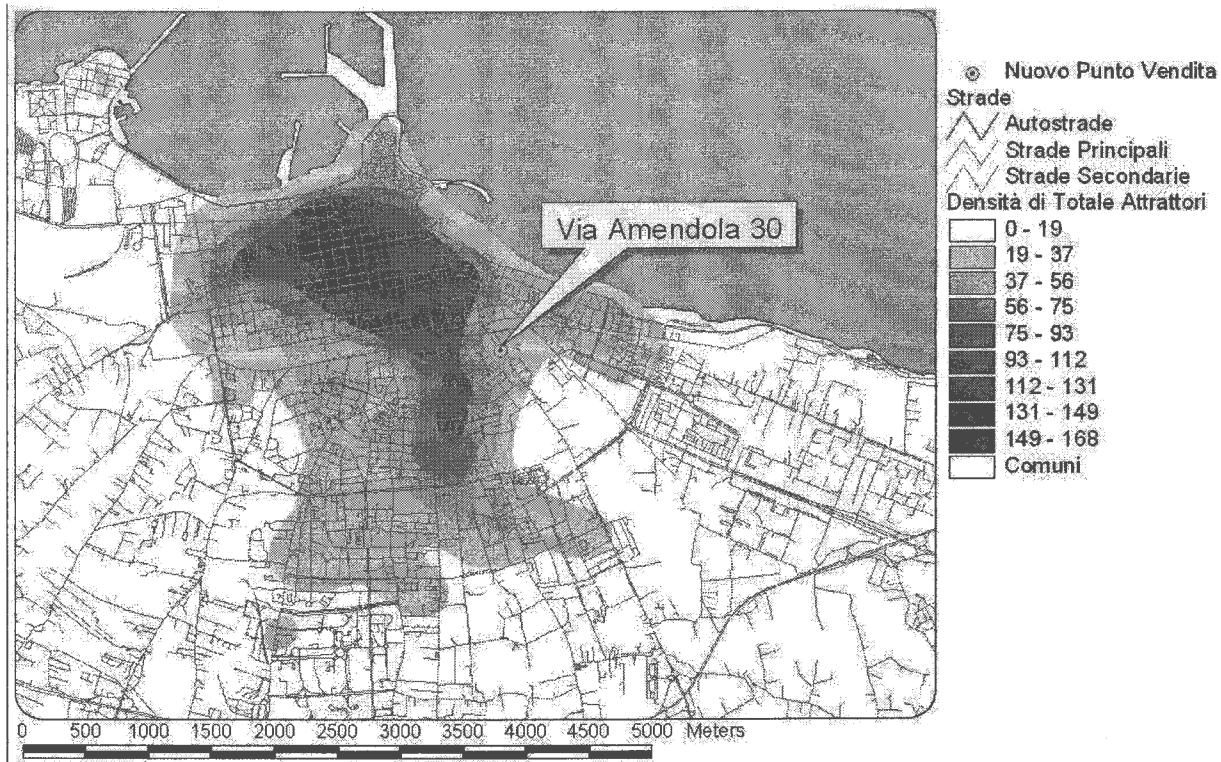 Via Amendola 30
Nuovo Punto Vendita
Strade
Autostrade
Strade Principali
Strade Secondarie
Densità di Totale Attrattori
0 - 19
19 - 37
37 - 56
56 - 75
75 - 93
93 - 112
112 - 131
131 - 149
149 - 168
Comuni
0 500 1000 1500 2000 2500 3000 3500 4000 4500 5000 Meters